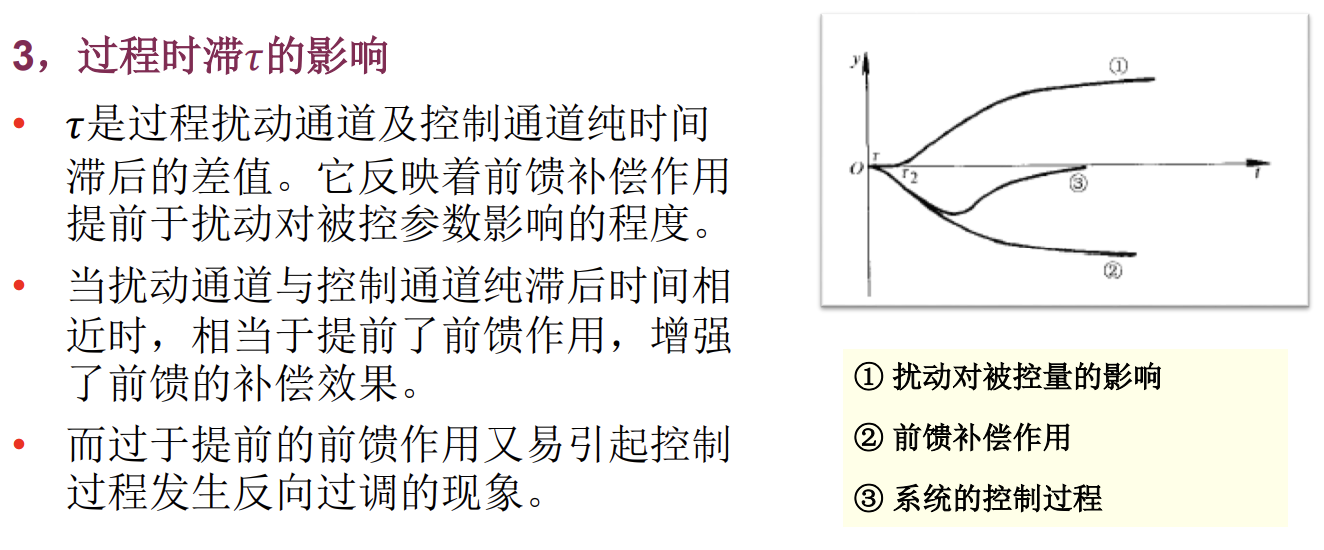 3，过程时滞τ的影响
• τ是过程扰动通道及控制通道纯时间
滞后的差值。它反映着前馈补偿作用
提前于扰动对被控参数影响的程度。
• 当扰动通道与控制通道纯滞后时间相
近时，相当于提前了前馈作用，增强
了前馈的补偿效果。
• 而过于提前的前馈作用又易引起控制
过程发生反向过调的现象。
y
①
τ
O
τ2
③
t
②
① 扰动对被控量的影响
② 前馈补偿作用
③ 系统的控制过程